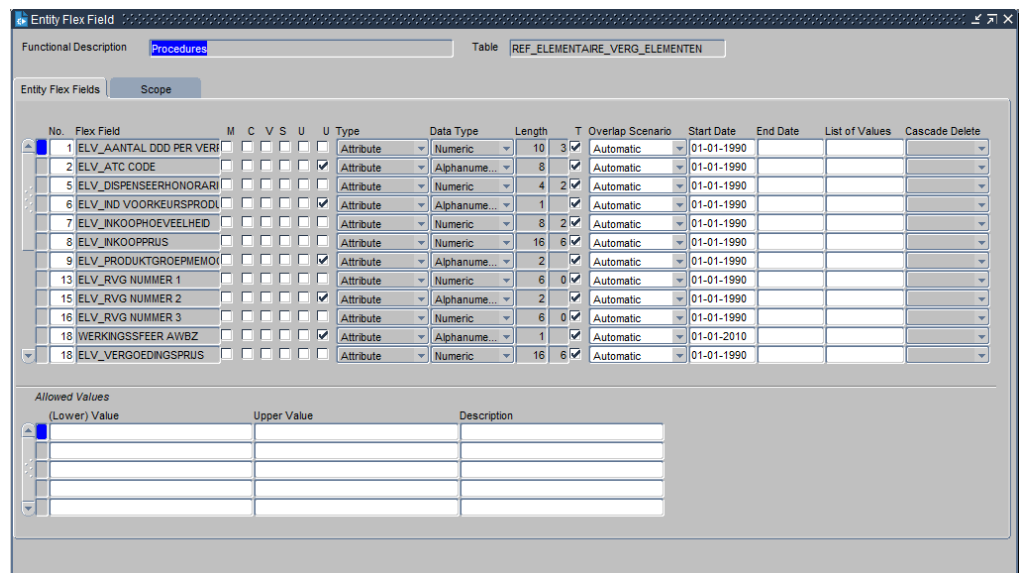 Entity Flex Field
Functional Description Procedures Table REF_ELEMENTAIRE_VERG_ELEMENTEN
Entity Flex Fields Scope
No. Flex Field M C V S U U Type Data Type Length T Overlap Scenario Start Date End Date List of Values Cascade Delete
1 ELV_AANTAL DDD PER VERF Attribute Numeric 10 3 Automatic 01-01-1990
2 ELV_ATC CODE Attribute Alphanume... 8 Automatic 01-01-1990
5 ELV_DISPENSEERHONORARI Attribute Numeric 4 2 Automatic 01-01-1990
6 ELV_IND VOORKEURSPRODU Attribute Alphanume... 1 Automatic 01-01-1990
7 ELV_INKOOPHOEVEELHEID Attribute Numeric 8 2 Automatic 01-01-1990
8 ELV_INKOOPPRIJS Attribute Numeric 16 6 Automatic 01-01-1990
9 ELV_PRODUKTGROEPMEMO( Attribute Alphanume... 2 Automatic 01-01-1990
13 ELV_RVG NUMMER 1 Attribute Numeric 6 0 Automatic 01-01-1990
15 ELV_RVG NUMMER 2 Attribute Alphanume... 2 Automatic 01-01-1990
16 ELV_RVG NUMMER 3 Attribute Numeric 6 0 Automatic 01-01-1990
18 WERKINGSSFEER AWBZ Attribute Alphanume... 1 Automatic 01-01-2010
18 ELV_VERGOEDINGSPRIJS Attribute Numeric 16 6 Automatic 01-01-1990
Allowed Values
(Lower) Value Upper Value Description